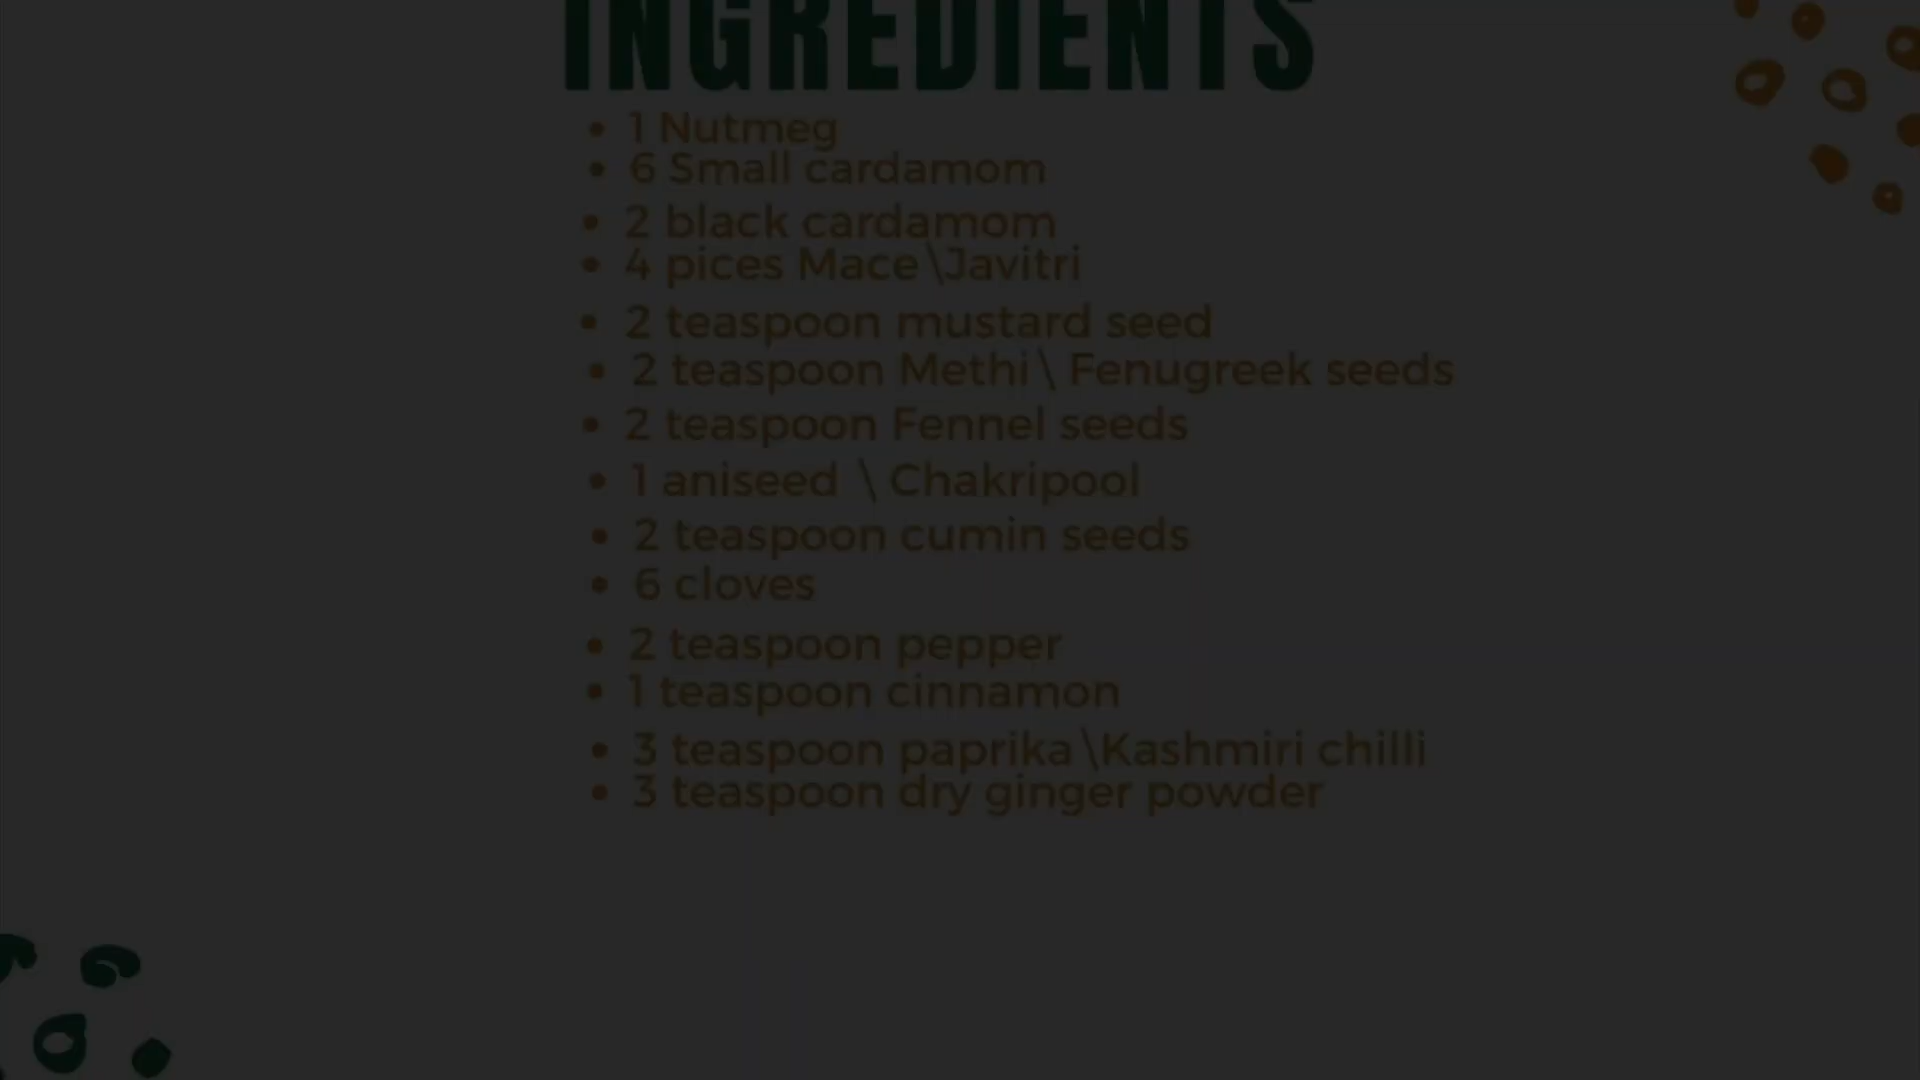 INGREDIENTS
• 1 Nutmeg
• 6 Small cardamom
• 2 black cardamom
• 4 pices Mace \Javitri
• 2 teaspoon mustard seed
• 2 teaspoon Methi \ Fenugreek seeds
• 2 teaspoon Fennel seeds
• 1 aniseed \ Chakripool
• 2 teaspoon cumin seeds
• 6 cloves
• 2 teaspoon pepper
• 1 teaspoon cinnamon
• 3 teaspoon paprika \Kashmiri chilli
• 3 teaspoon dry ginger powder